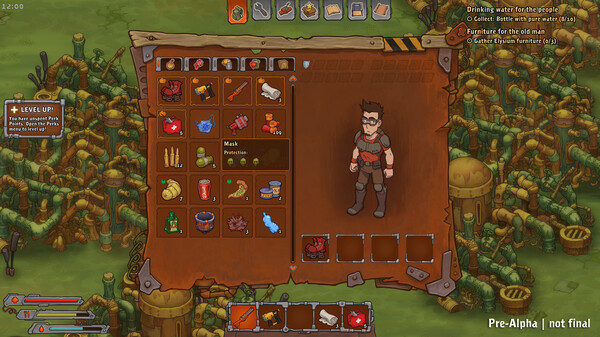 12:00
Drinking water for the people
Collect: Bottle with pure water (8/10)
Furniture for the old man
Gather Elysium furniture (0/3)
LEVEL UP!
You have unspent Perk
Points. Open the Perks
menu to level up!
Mask
Protection:
Pre-Alpha | not final